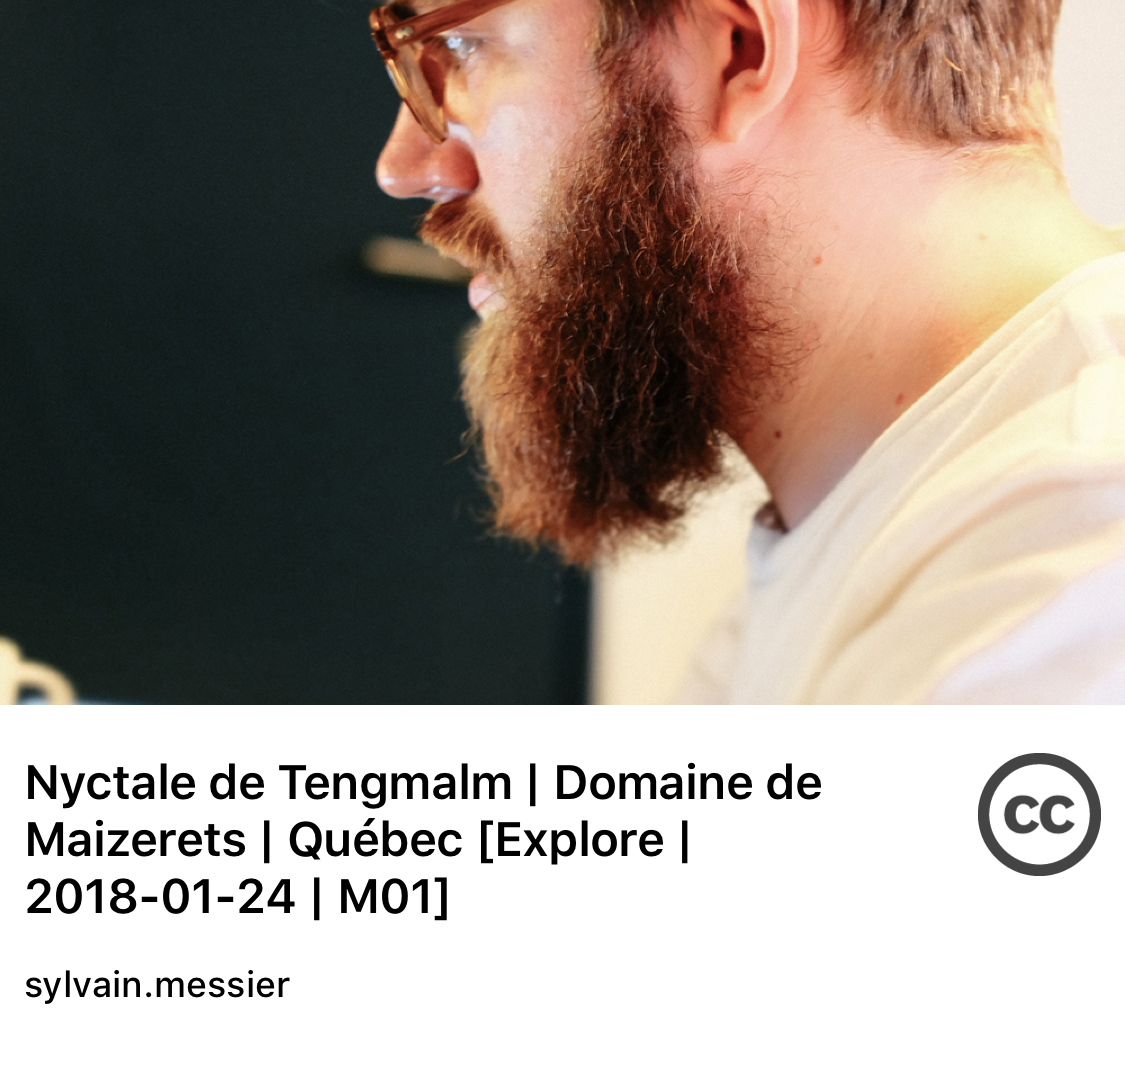 Nyctale de Tengmalm | Domaine de
Maizerets | Québec [Explore |
2018-01-24 | M01]
cc
sylvain.messier